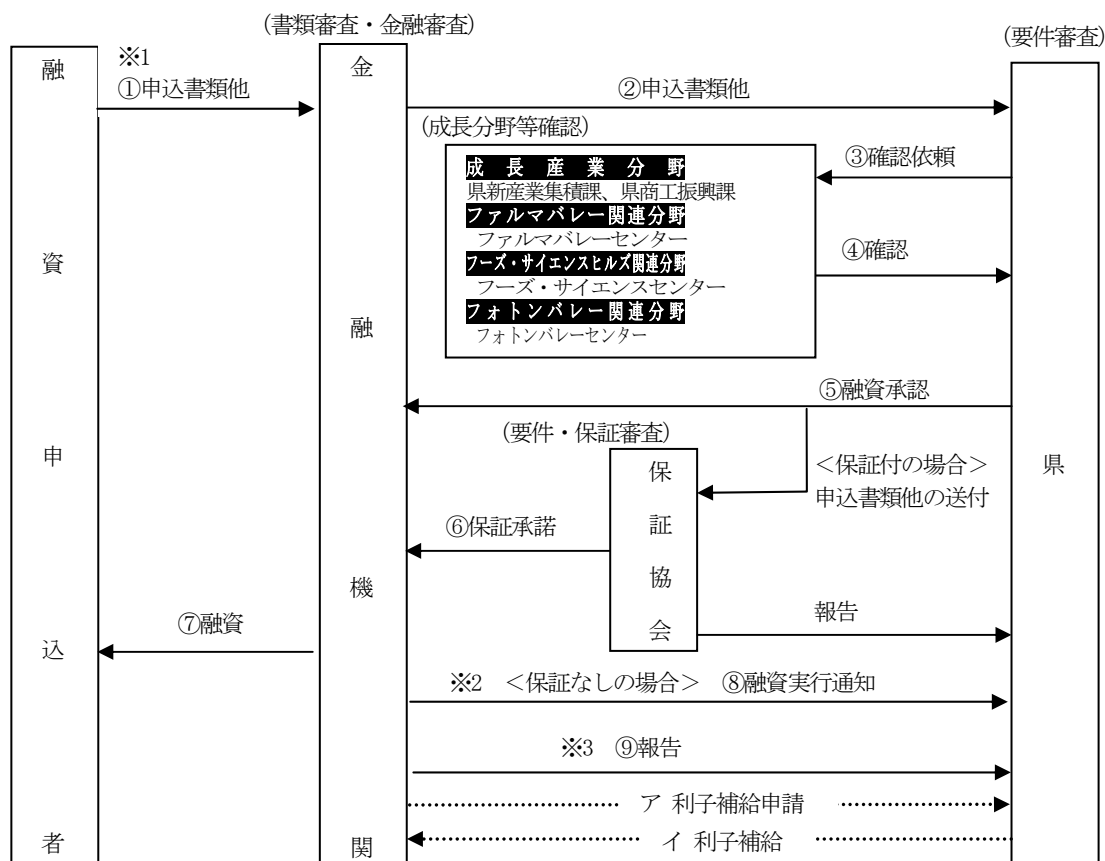 (書類審査・金融審査)
(要件審査)
融資申込者
金融機関
県
※1
①申込書類他
②申込書類他
(成長分野等確認)
成長産業分野
県新産業集積課、県商工振興課
ファルマバレー関連分野
ファルマバレーセンター
フーズ・サイエンスヒルズ関連分野
フーズ・サイエンスセンター
フォトンバレー関連分野
フォトンバレーセンター
③確認依頼
④確認
⑤融資承認
(要件・保証審査)
保証協会
<保証付の場合>
申込書類他の送付
⑥保証承諾
報告
⑦融資
※2 <保証なしの場合> ⑧融資実行通知
※3 ⑨報告
ア 利子補給申請
イ 利子補給